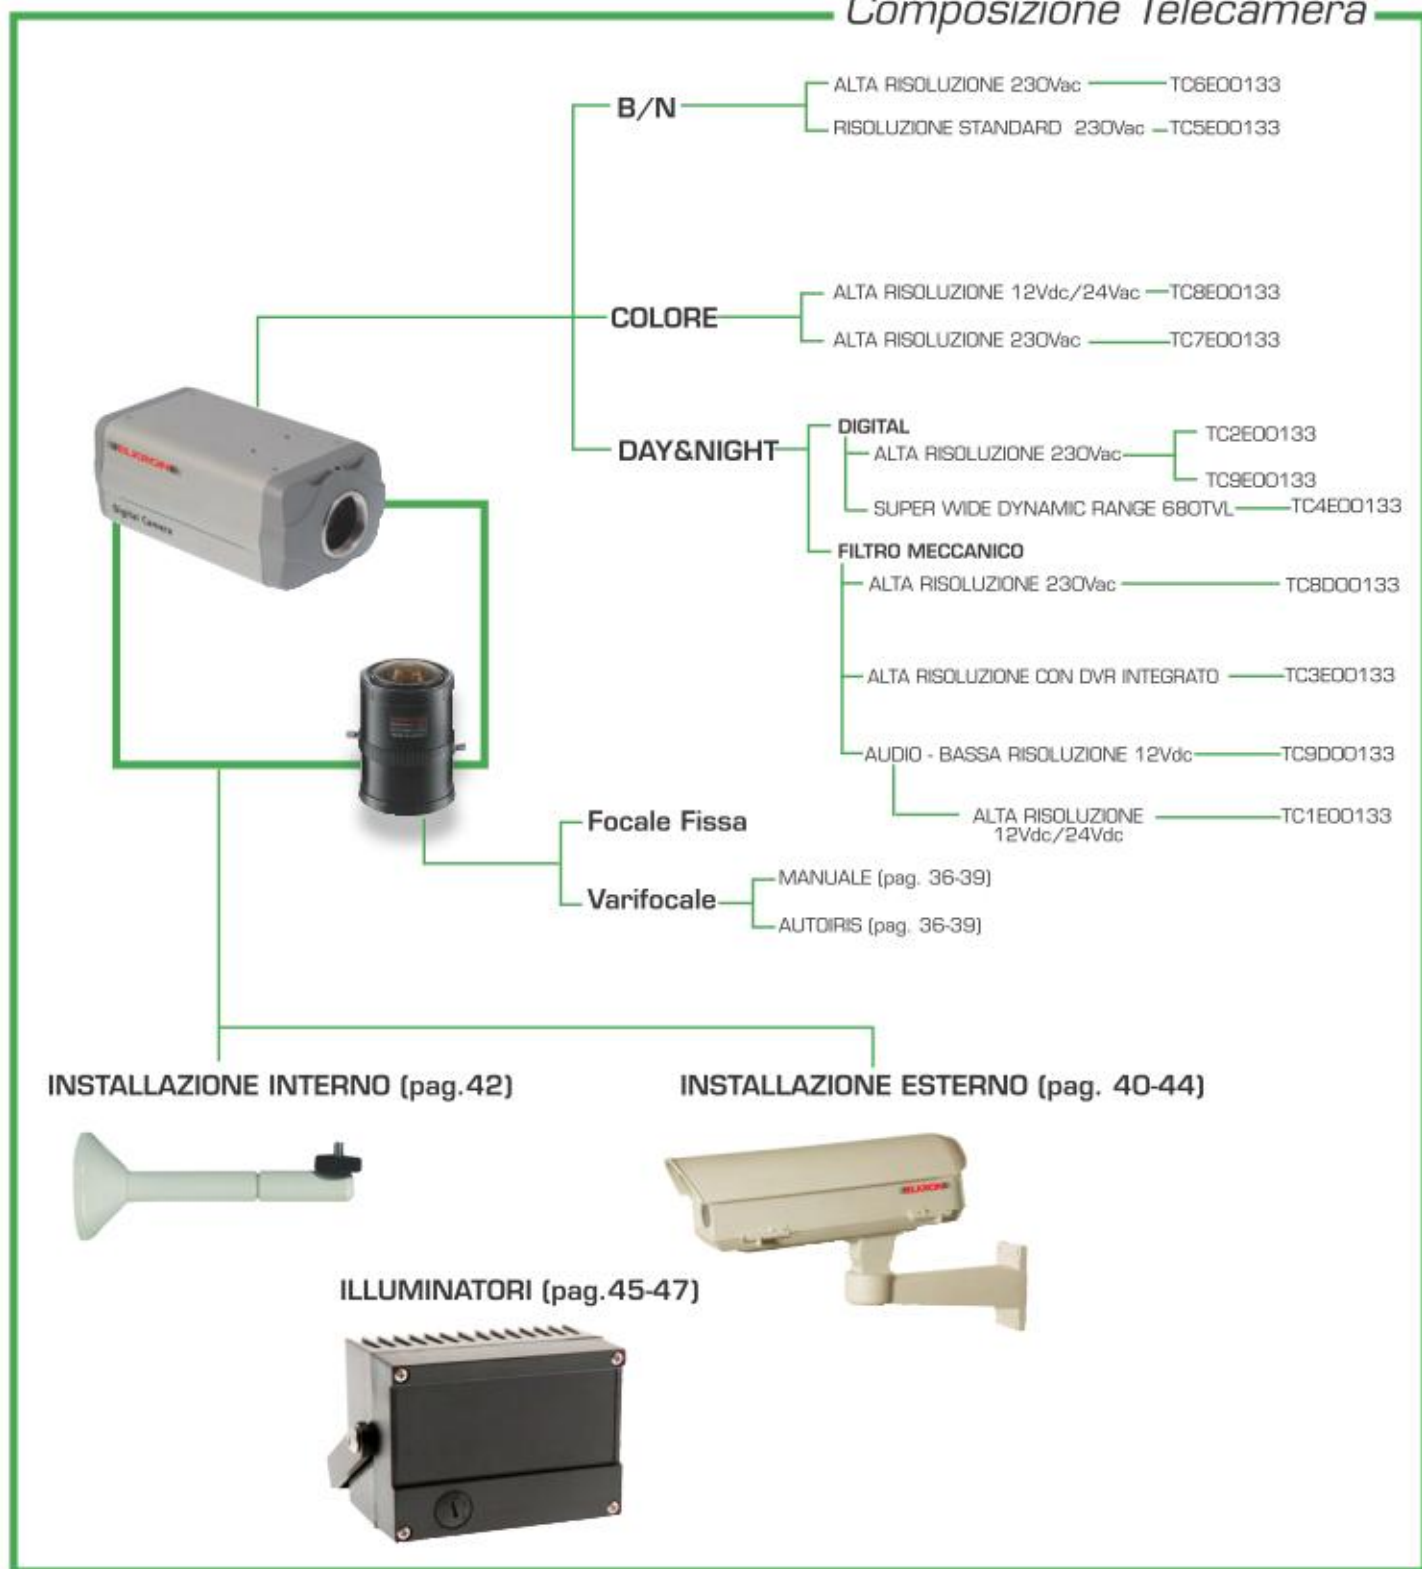 Composizione Telecamera
B/N
ALTA RISOLUZIONE 230Vac TC6E00133
RISOLUZIONE STANDARD 230Vac TC5E00133
COLORE
ALTA RISOLUZIONE 12Vdc/24Vac TC8E00133
ALTA RISOLUZIONE 230Vac TC7E00133
DAY&NIGHT
DIGITAL
ALTA RISOLUZIONE 230Vac
TC2E00133
TC9E00133
SUPER WIDE DYNAMIC RANGE 680TVL TC4E00133
FILTRO MECCANICO
ALTA RISOLUZIONE 230Vac TC8D00133
ALTA RISOLUZIONE CON DVR INTEGRATO TC3E00133
AUDIO - BASSA RISOLUZIONE 12Vdc TC9D00133
ALTA RISOLUZIONE TC1E00133
12Vdc/24Vdc
ELKRON
Digital Camera
Focale Fissa
Varifocale
MANUALE (pag. 36-39)
AUTOIRIS (pag. 36-39)
INSTALLAZIONE INTERNO (pag.42)
INSTALLAZIONE ESTERNO (pag. 40-44)
ELKRON
ILLUMINATORI (pag.45-47)